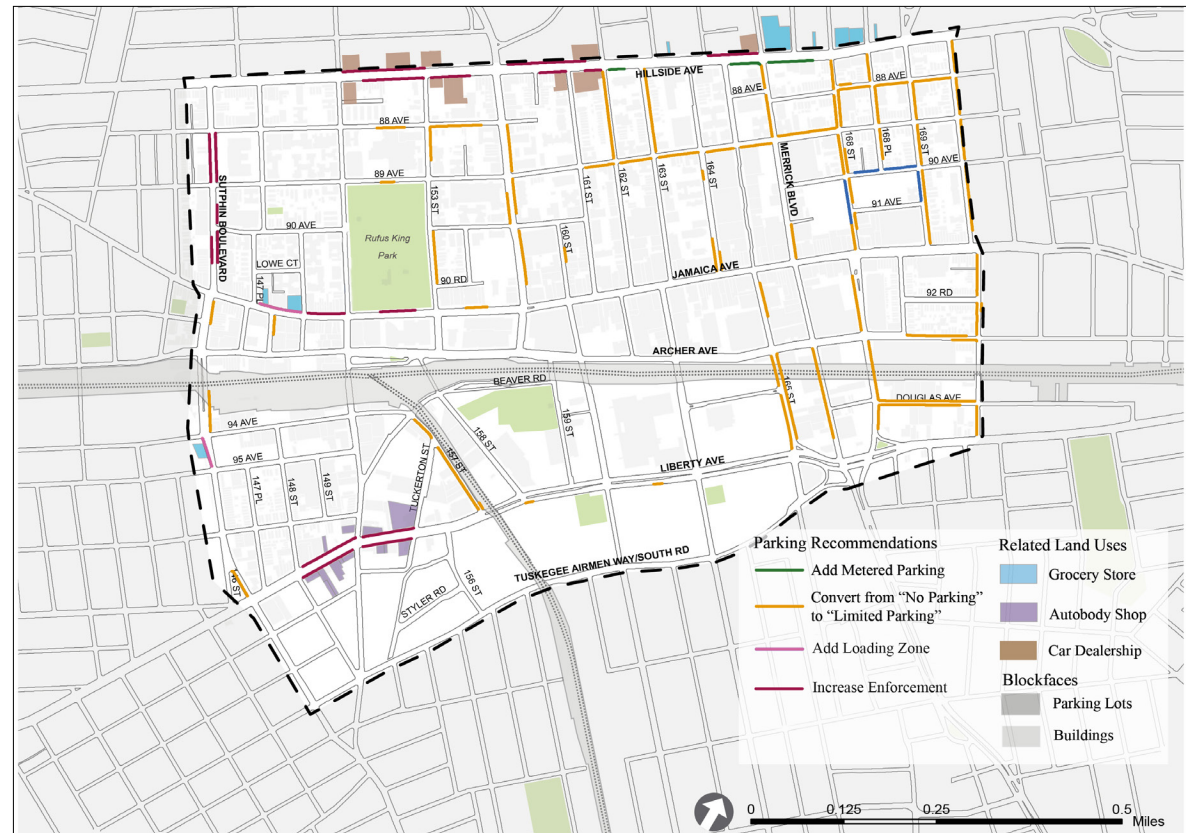 HILLSIDE AVE
88 AVE
88 AVE
88 AVE
SUTPHIN BOULEVARD
89 AVE
153 ST
161 ST
162 ST
163 ST
164 ST
MERRICK BLVD
168 ST
168 PL
169 ST
90 AVE
91 AVE
90 AVE
Rufus King
Park
160 ST
LOWE CT
147 PL
90 RD
JAMAICA AVE
92 RD
ARCHER AVE
BEAVER RD
165 ST
DOUGLAS AVE
94 AVE
95 AVE
158 ST
159 ST
157 ST
TUCKERTON ST
LIBERTY AVE
147 PL
148 ST
149 ST
146 ST
TUSKEGEE AIRMEN WAY/SOUTH RD
156 ST
STYLER RD
Parking Recommendations
Add Metered Parking
Convert from “No Parking”
to “Limited Parking”
Add Loading Zone
Increase Enforcement
Related Land Uses
Grocery Store
Autobody Shop
Car Dealership
Blockfaces
Parking Lots
Buildings
0 0.125 0.25 0.5
Miles